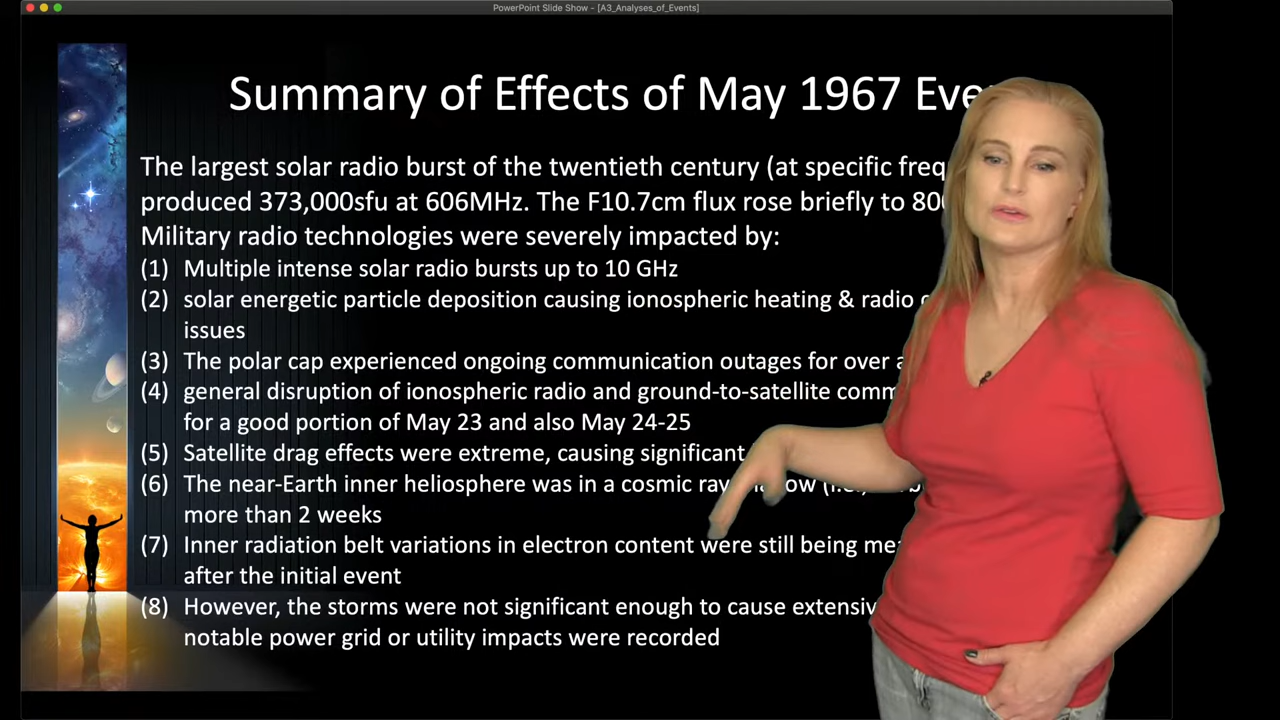 PowerPoint Slide Show - [A3_Analyses_of_Events]
Summary of Effects of May 1967
The largest solar radio burst of the twentieth century (at specific
produced 373,000sfu at 606MHz. The F10.7cm flux rose briefly to
Military radio technologies were severely impacted by:
(1) Multiple intense solar radio bursts up to 10 GHz
(2) solar energetic particle deposition causing ionospheric heating & radio
issues
(3) The polar cap experienced ongoing communication outages for over
(4) general disruption of ionospheric radio and ground-to-satellite
for a good portion of May 23 and also May 24-25
(5) Satellite drag effects were extreme, causing significant
(6) The near-Earth inner heliosphere was in a cosmic
more than 2 weeks
(7) Inner radiation belt variations in electron content were still being
after the initial event
(8) However, the storms were not significant enough to cause
notable power grid or utility impacts were recorded